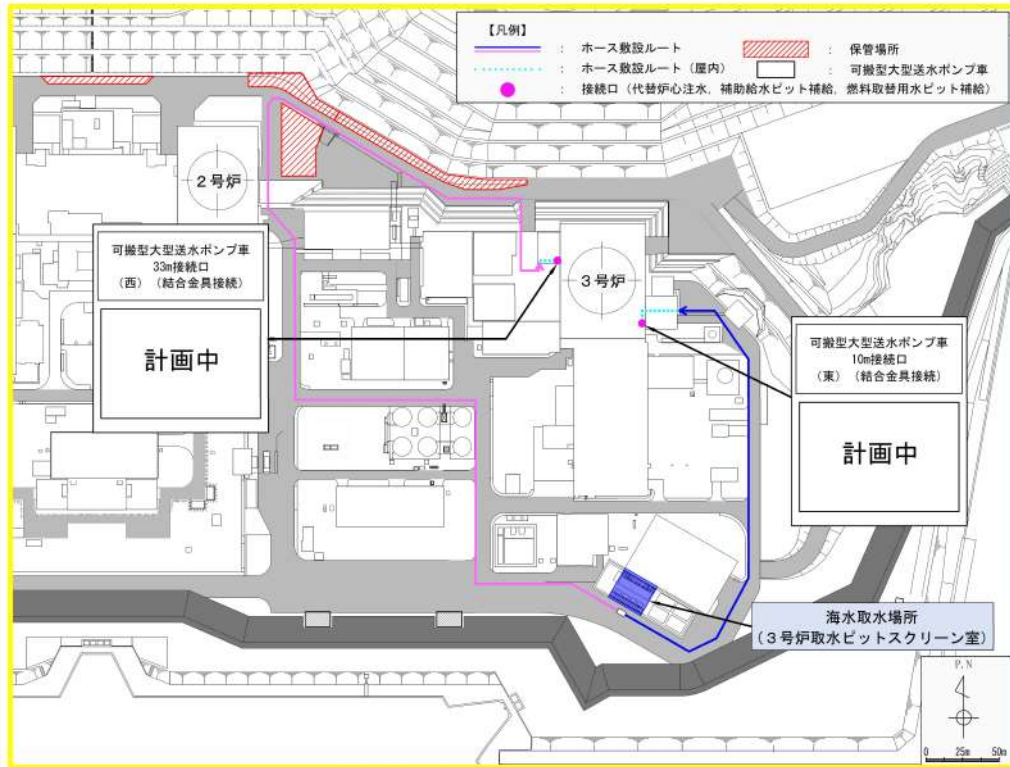 【凡例】
： ホース敷設ルート
： 保管場所
： ホース敷設ルート（屋内）
： 可搬型大型送水ポンプ車
： 接続口（代替炉心注水，補助給水ピット補給，燃料取替用水ピット補給）
２号炉
可搬型大型送水ポンプ車
33m接続口
（西）（結合金具接続）
計画中
３号炉
可搬型大型送水ポンプ車
10m接続口
（東）（結合金具接続）
計画中
海水取水場所
（３号炉取水ピットスクリーン室）
P.N
0 25m 50m